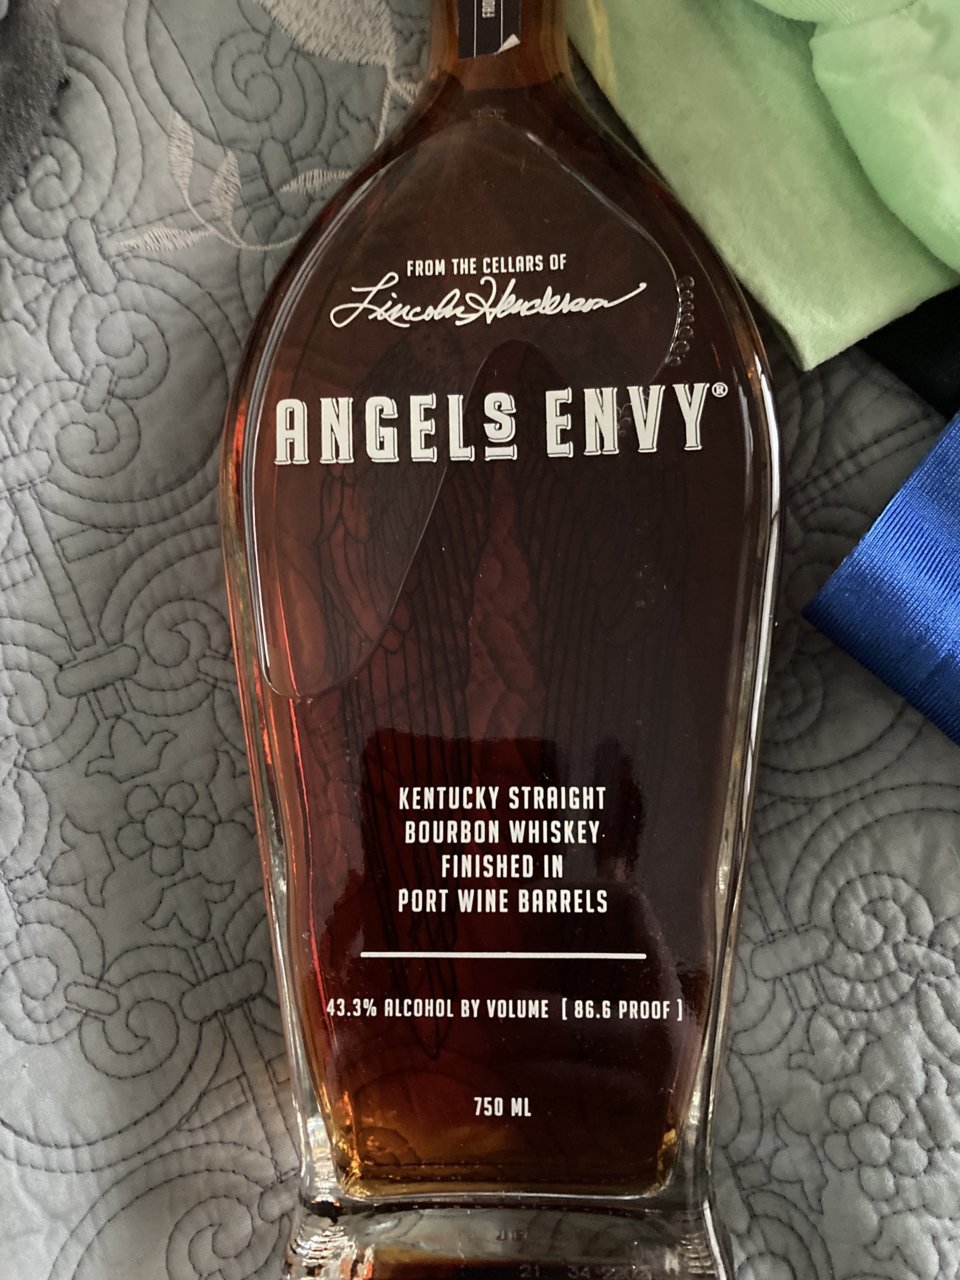 FROM THE CELLARS OF
Lincoln Henderson
ANGELS ENVY®
KENTUCKY STRAIGHT
BOURBON WHISKEY
FINISHED IN
PORT WINE BARRELS
43.3% ALCOHOL BY VOLUME [ 86.6 PROOF ]
750 ML